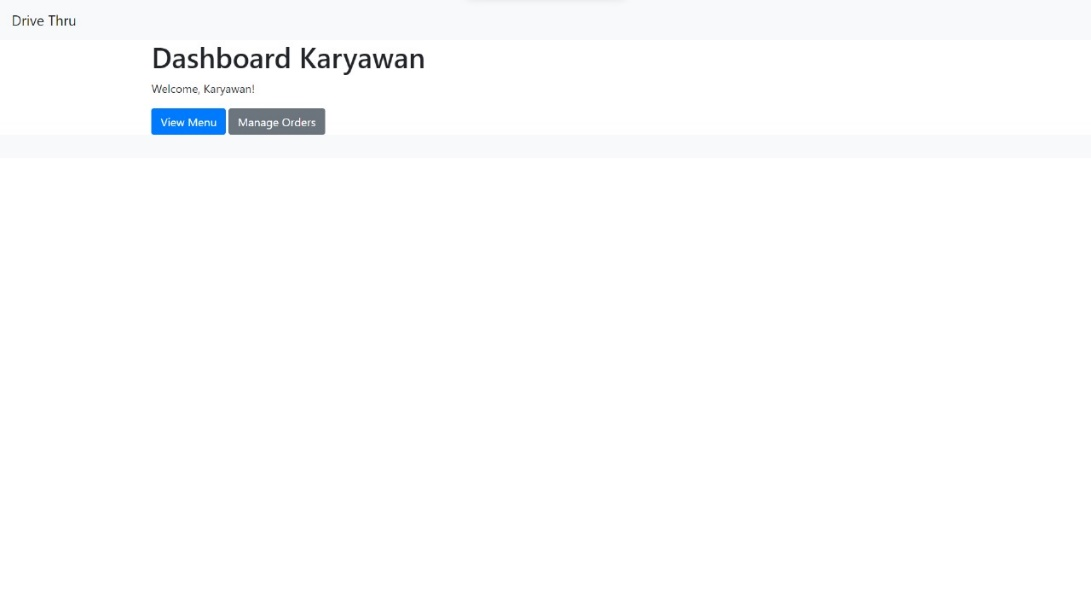 Drive Thru
Dashboard Karyawan
Welcome, Karyawan!
View Menu Manage Orders